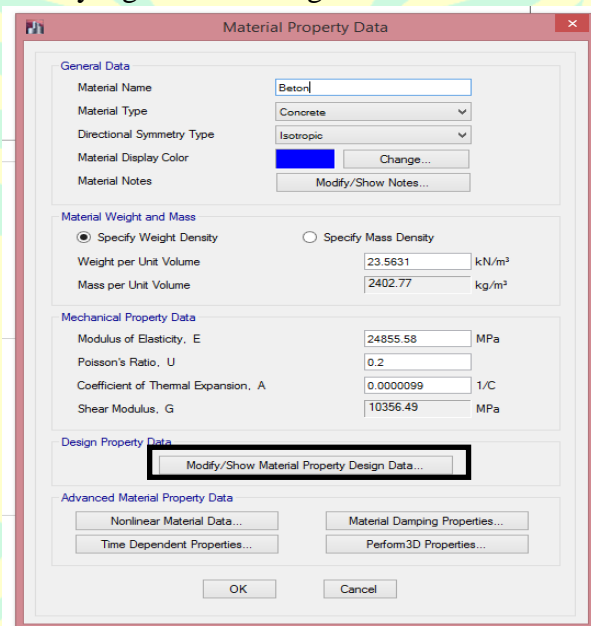 Material Property Data
General Data
Material Name Beton
Material Type Concrete
Directional Symmetry Type Isotropic
Material Display Color Change...
Material Notes Modify/Show Notes...
Material Weight and Mass
Specify Weight Density Specify Mass Density
Weight per Unit Volume 23.5631 kN/m³
Mass per Unit Volume 2402.77 kg/m³
Mechanical Property Data
Modulus of Elasticity, E 24855.58 MPa
Poisson's Ratio, U 0.2
Coefficient of Thermal Expansion, A 0.0000099 1/C
Shear Modulus, G 10356.49 MPa
Design Property Data
Modify/Show Material Property Design Data...
Advanced Material Property Data
Nonlinear Material Data... Material Damping Properties...
Time Dependent Properties... Perform3D Properties...
OK Cancel